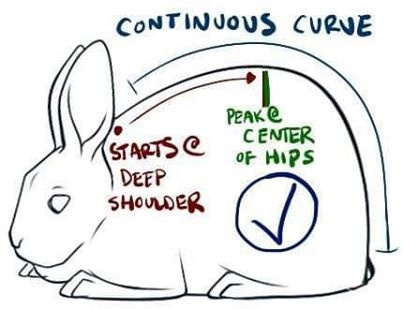 CONTINUOUS CURVE
PEAK@
CENTER
OF HIPS
STARTS@
DEEP
SHOULDER